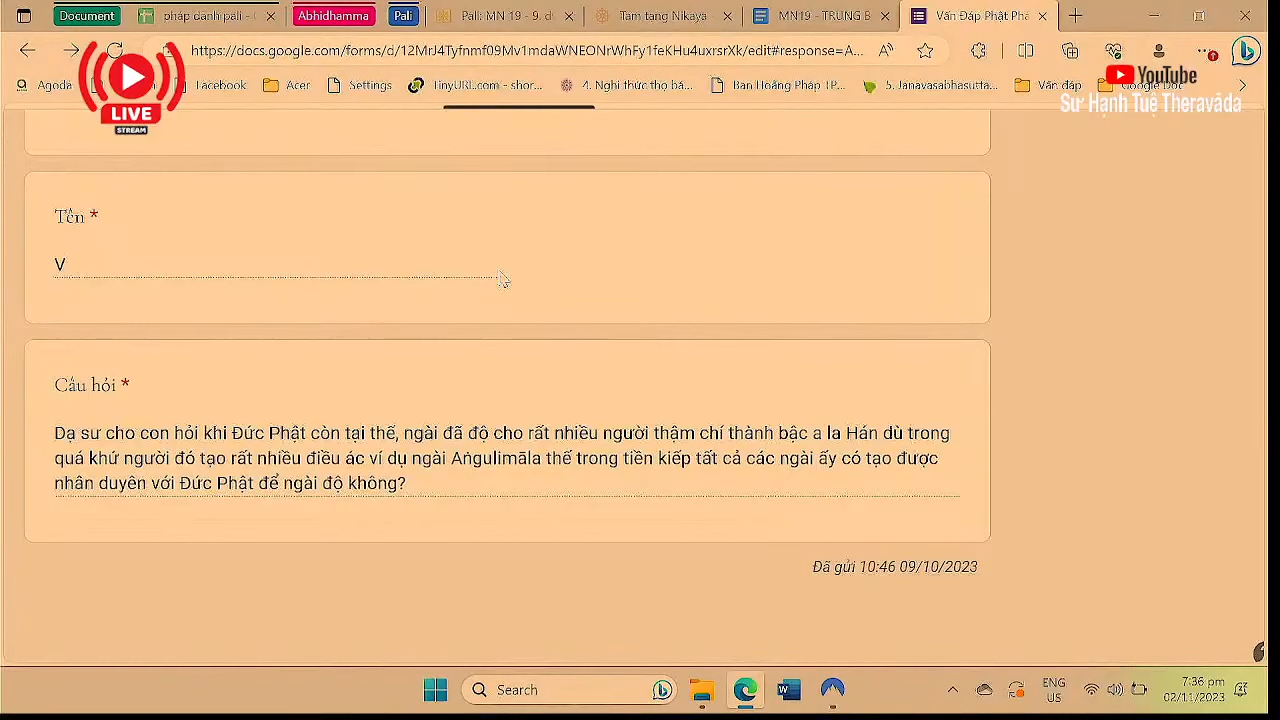 Document
pháp danh pali - G
Abhidhamma
Pali
Pali: MN 19 - 9. d
Tam tang Nikaya
MN19 - TRUNG B
Vấn Đáp Phật Phá
https://docs.google.com/forms/d/12MrJ4Tyfnmf09Mv1mdaWNEONrWhFy1feKHu4uxrsrXk/edit#response=A...
Agoda
Facebook
Acer
Settings
TinyURL.com - shor...
4. Nghi thức thọ bá...
Ban Hoằng Pháp TP...
5. Janavasabhasutta...
Vấn đáp
Google Dot
LIVE
STREAM
YouTube
Sư Hạnh Tuệ Theravāda
Tên *
V
Câu hỏi *
Dạ sư cho con hỏi khi Đức Phật còn tại thế, ngài đã độ cho rất nhiều người thậm chí thành bậc a la Hán dù trong
quá khứ người đó tạo rất nhiều điều ác ví dụ ngài Aṅgulimāla thế trong tiền kiếp tất cả các ngài ấy có tạo được
nhân duyên với Đức Phật để ngài độ không?
Đã gửi 10:46 09/10/2023
Search
ENG
US
7:36 pm
02/11/2023